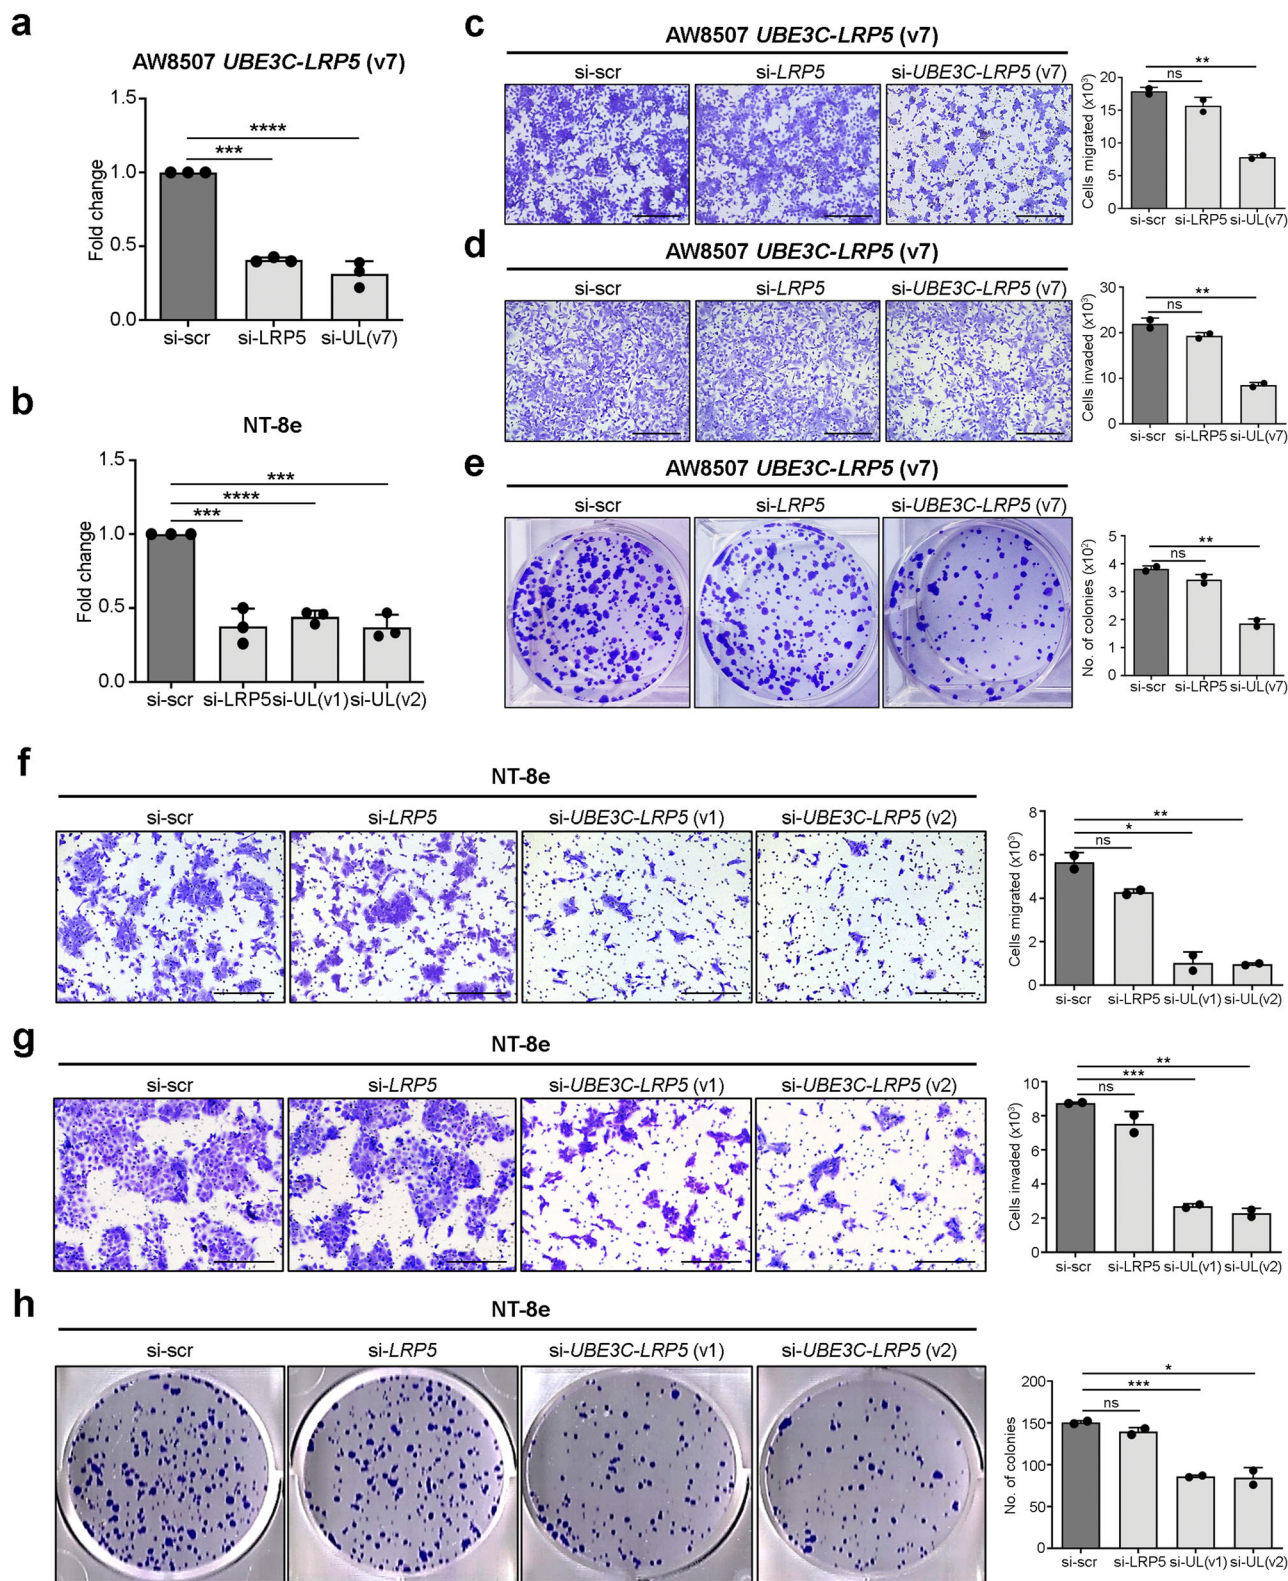 a
AW8507 UBE3C-LRP5 (v7)
1.5
1.0
0.5
0.0
Fold change
****
***
si-scr si-LRP5 si-UL(v7)
b
NT-8e
1.5
1.0
0.5
0.0
Fold change
***
****
***
si-scr si-LRP5 si-UL(v1) si-UL(v2)
c
AW8507 UBE3C-LRP5 (v7)
si-scr si-LRP5 si-UBE3C-LRP5 (v7)
20
15
10
5
0
Cells migrated (x10³)
**
ns
si-scr si-LRP5 si-UL(v7)
d
AW8507 UBE3C-LRP5 (v7)
si-scr si-LRP5 si-UBE3C-LRP5 (v7)
30
20
10
0
Cells invaded (x10³)
**
ns
si-scr si-LRP5 si-UL(v7)
e
AW8507 UBE3C-LRP5 (v7)
si-scr si-LRP5 si-UBE3C-LRP5 (v7)
5
4
3
2
1
0
No. of colonies (x10²)
**
ns
si-scr si-LRP5 si-UL(v7)
f
NT-8e
si-scr si-LRP5 si-UBE3C-LRP5 (v1) si-UBE3C-LRP5 (v2)
8
6
4
2
0
Cells migrated (x10³)
**
*
ns
si-scr si-LRP5 si-UL(v1) si-UL(v2)
g
NT-8e
si-scr si-LRP5 si-UBE3C-LRP5 (v1) si-UBE3C-LRP5 (v2)
10
8
6
4
2
0
Cells invaded (x10³)
**
***
ns
si-scr si-LRP5 si-UL(v1) si-UL(v2)
h
NT-8e
si-scr si-LRP5 si-UBE3C-LRP5 (v1) si-UBE3C-LRP5 (v2)
200
150
100
50
0
No. of colonies
*
***
ns
si-scr si-LRP5 si-UL(v1) si-UL(v2)